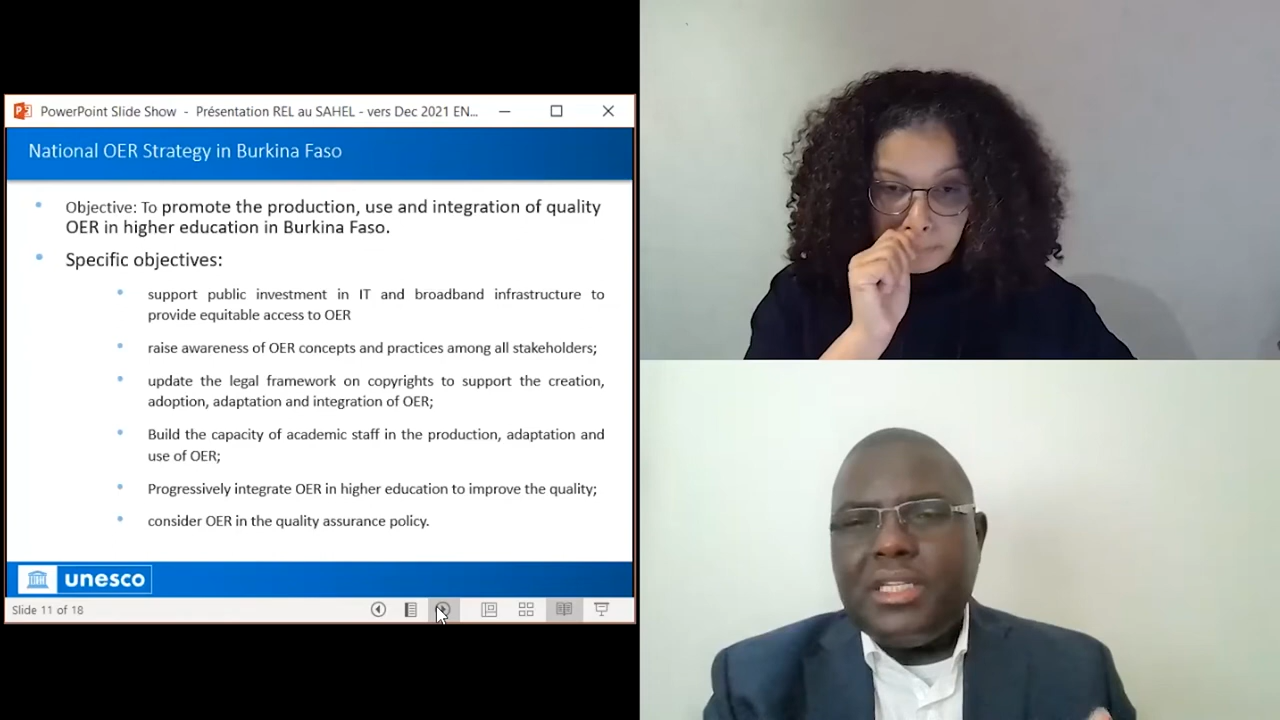 PowerPoint Slide Show - Présentation REL au SAHEL - vers Dec 2021 EN...
National OER Strategy in Burkina Faso
Objective: To promote the production, use and integration of quality
OER in higher education in Burkina Faso.
Specific objectives:
support public investment in IT and broadband infrastructure to
provide equitable access to OER
raise awareness of OER concepts and practices among all stakeholders;
update the legal framework on copyrights to support the creation,
adoption, adaptation and integration of OER;
Build the capacity of academic staff in the production, adaptation and
use of OER;
Progressively integrate OER in higher education to improve the quality;
consider OER in the quality assurance policy.
unesco
Slide 11 of 18